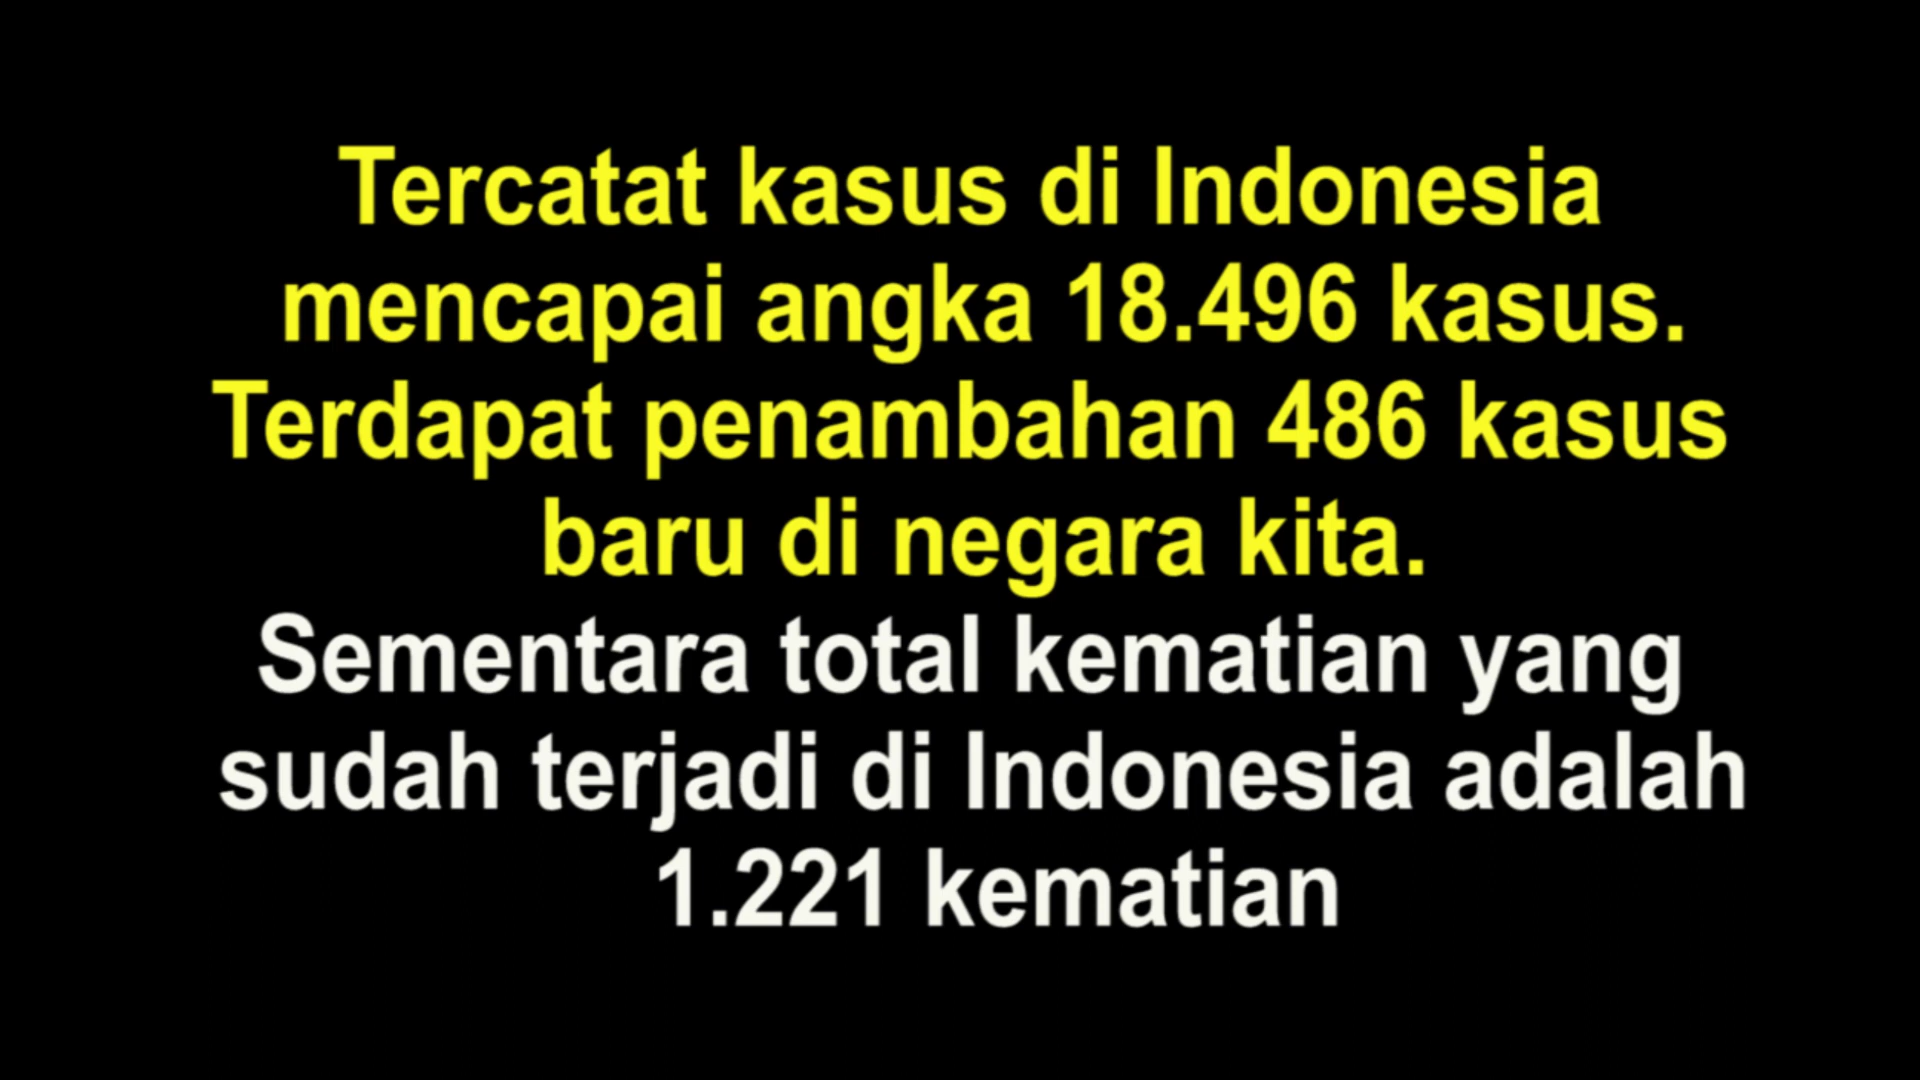 Tercatat kasus di Indonesia
mencapai angka 18.496 kasus.
Terdapat penambahan 486 kasus
baru di negara kita.
Sementara total kematian yang
sudah terjadi di Indonesia adalah
1.221 kematian